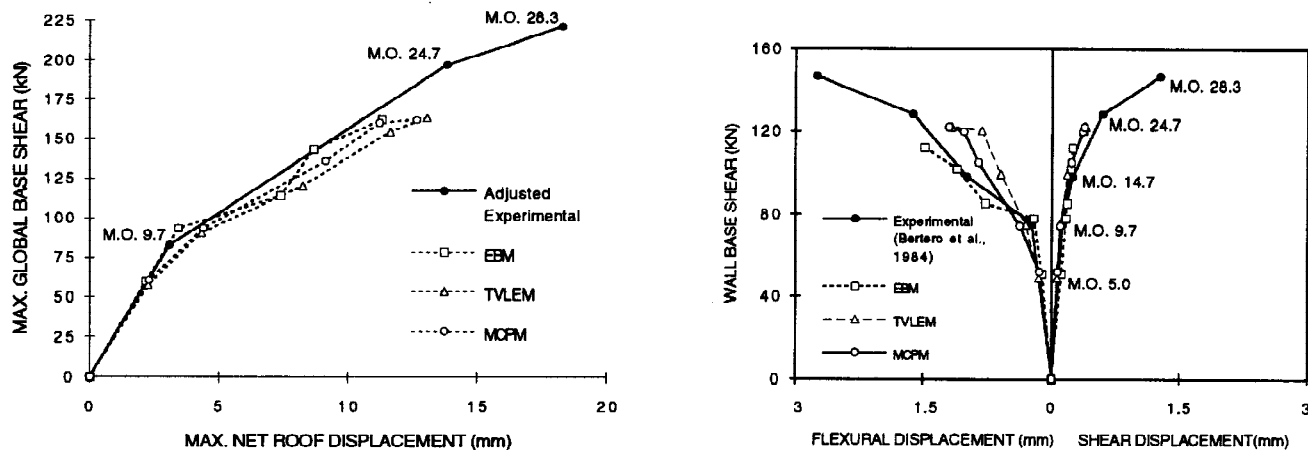 225
200
175
150
125
100
75
50
25
0
MAX. GLOBAL BASE SHEAR (kN)
M.O. 28.3
M.O. 24.7
M.O. 9.7
Adjusted
Experimental
EBM
TVLEM
MCPM
0 5 10 15 20
MAX. NET ROOF DISPLACEMENT (mm)
160
120
80
40
0
WALL BASE SHEAR (KN)
M.O. 28.3
M.O. 24.7
M.O. 14.7
M.O. 9.7
M.O. 5.0
Experimental
(Bertero et al.,
1984)
EBM
TVLEM
MCPM
3 1.5 0 1.5 3
FLEXURAL DISPLACEMENT (mm) SHEAR DISPLACEMENT(mm)